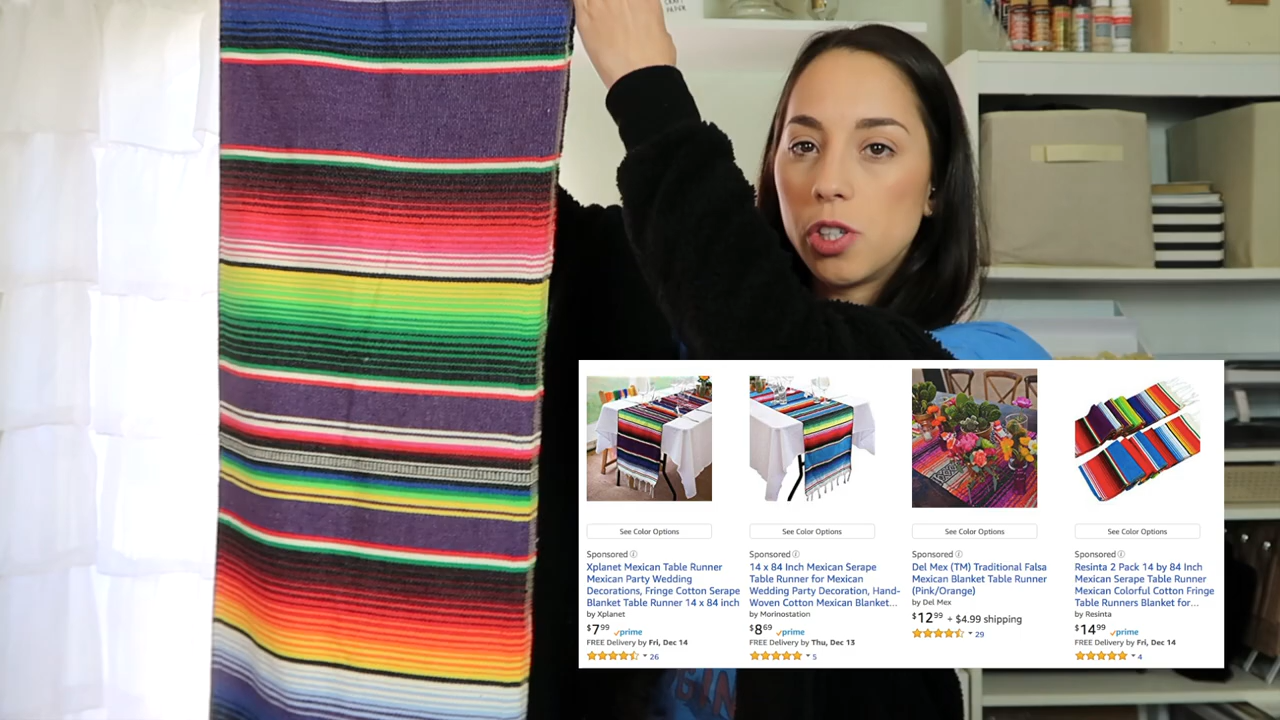 CRAFT
PAPER
See Color Options
Sponsored
Xplanet Mexican Table Runner
Mexican Party Wedding
Decorations, Fringe Cotton Serape
Blanket Table Runner 14 x 84 inch
by Xplanet
$7.99 prime
FREE Delivery by Fri, Dec 14
26
See Color Options
Sponsored
14 x 84 Inch Mexican Serape
Table Runner for Mexican
Wedding Party Decoration, Hand-
Woven Cotton Mexican Blanket...
by Morinostation
$8.69 prime
FREE Delivery by Thu, Dec 13
5
See Color Options
Sponsored
Del Mex (TM) Traditional Falsa
Mexican Blanket Table Runner
(Pink/Orange)
by Del Mex
$12.99 + $4.99 shipping
29
See Color Options
Sponsored
Resinta 2 Pack 14 by 84 Inch
Mexican Serape Table Runner
Mexican Colorful Cotton Fringe
Table Runners Blanket for...
by Resinta
$14.99 prime
FREE Delivery by Fri, Dec 14
4